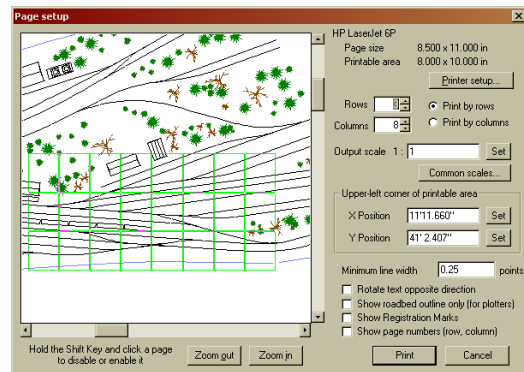 Page setup
HP LaserJet 6P
Page size 8.500 x 11.000 in
Printable area 8.000 x 10.000 in
Printer setup...
Rows
Print by rows
Columns 8
Print by columns
Output scale 1 : 1 Set
Common scales...
Upper-left corner of printable area
X Position 11'11.660" Set
Y Position 41' 2.407" Set
Minimum line width 0.25 points
Rotate text opposite direction
Show roadbed outline only (for plotters)
Show Registration Marks
Show page numbers (row, column)
Hold the Shift Key and click a page
to disable or enable it
Zoom out Zoom in Print Cancel